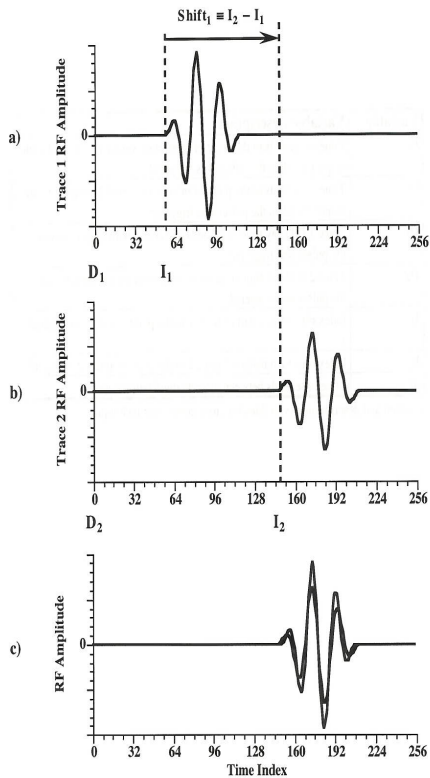 Shift₁ ≡ I₂ – I₁
a)
Trace 1 RF Amplitude
0
0 32 64 96 128 160 192 224 256
D₁ I₁
b)
Trace 2 RF Amplitude
0
0 32 64 96 128 160 192 224 256
D₂ I₂
c)
RF Amplitude
0
0 32 64 96 128 160 192 224 256
Time Index